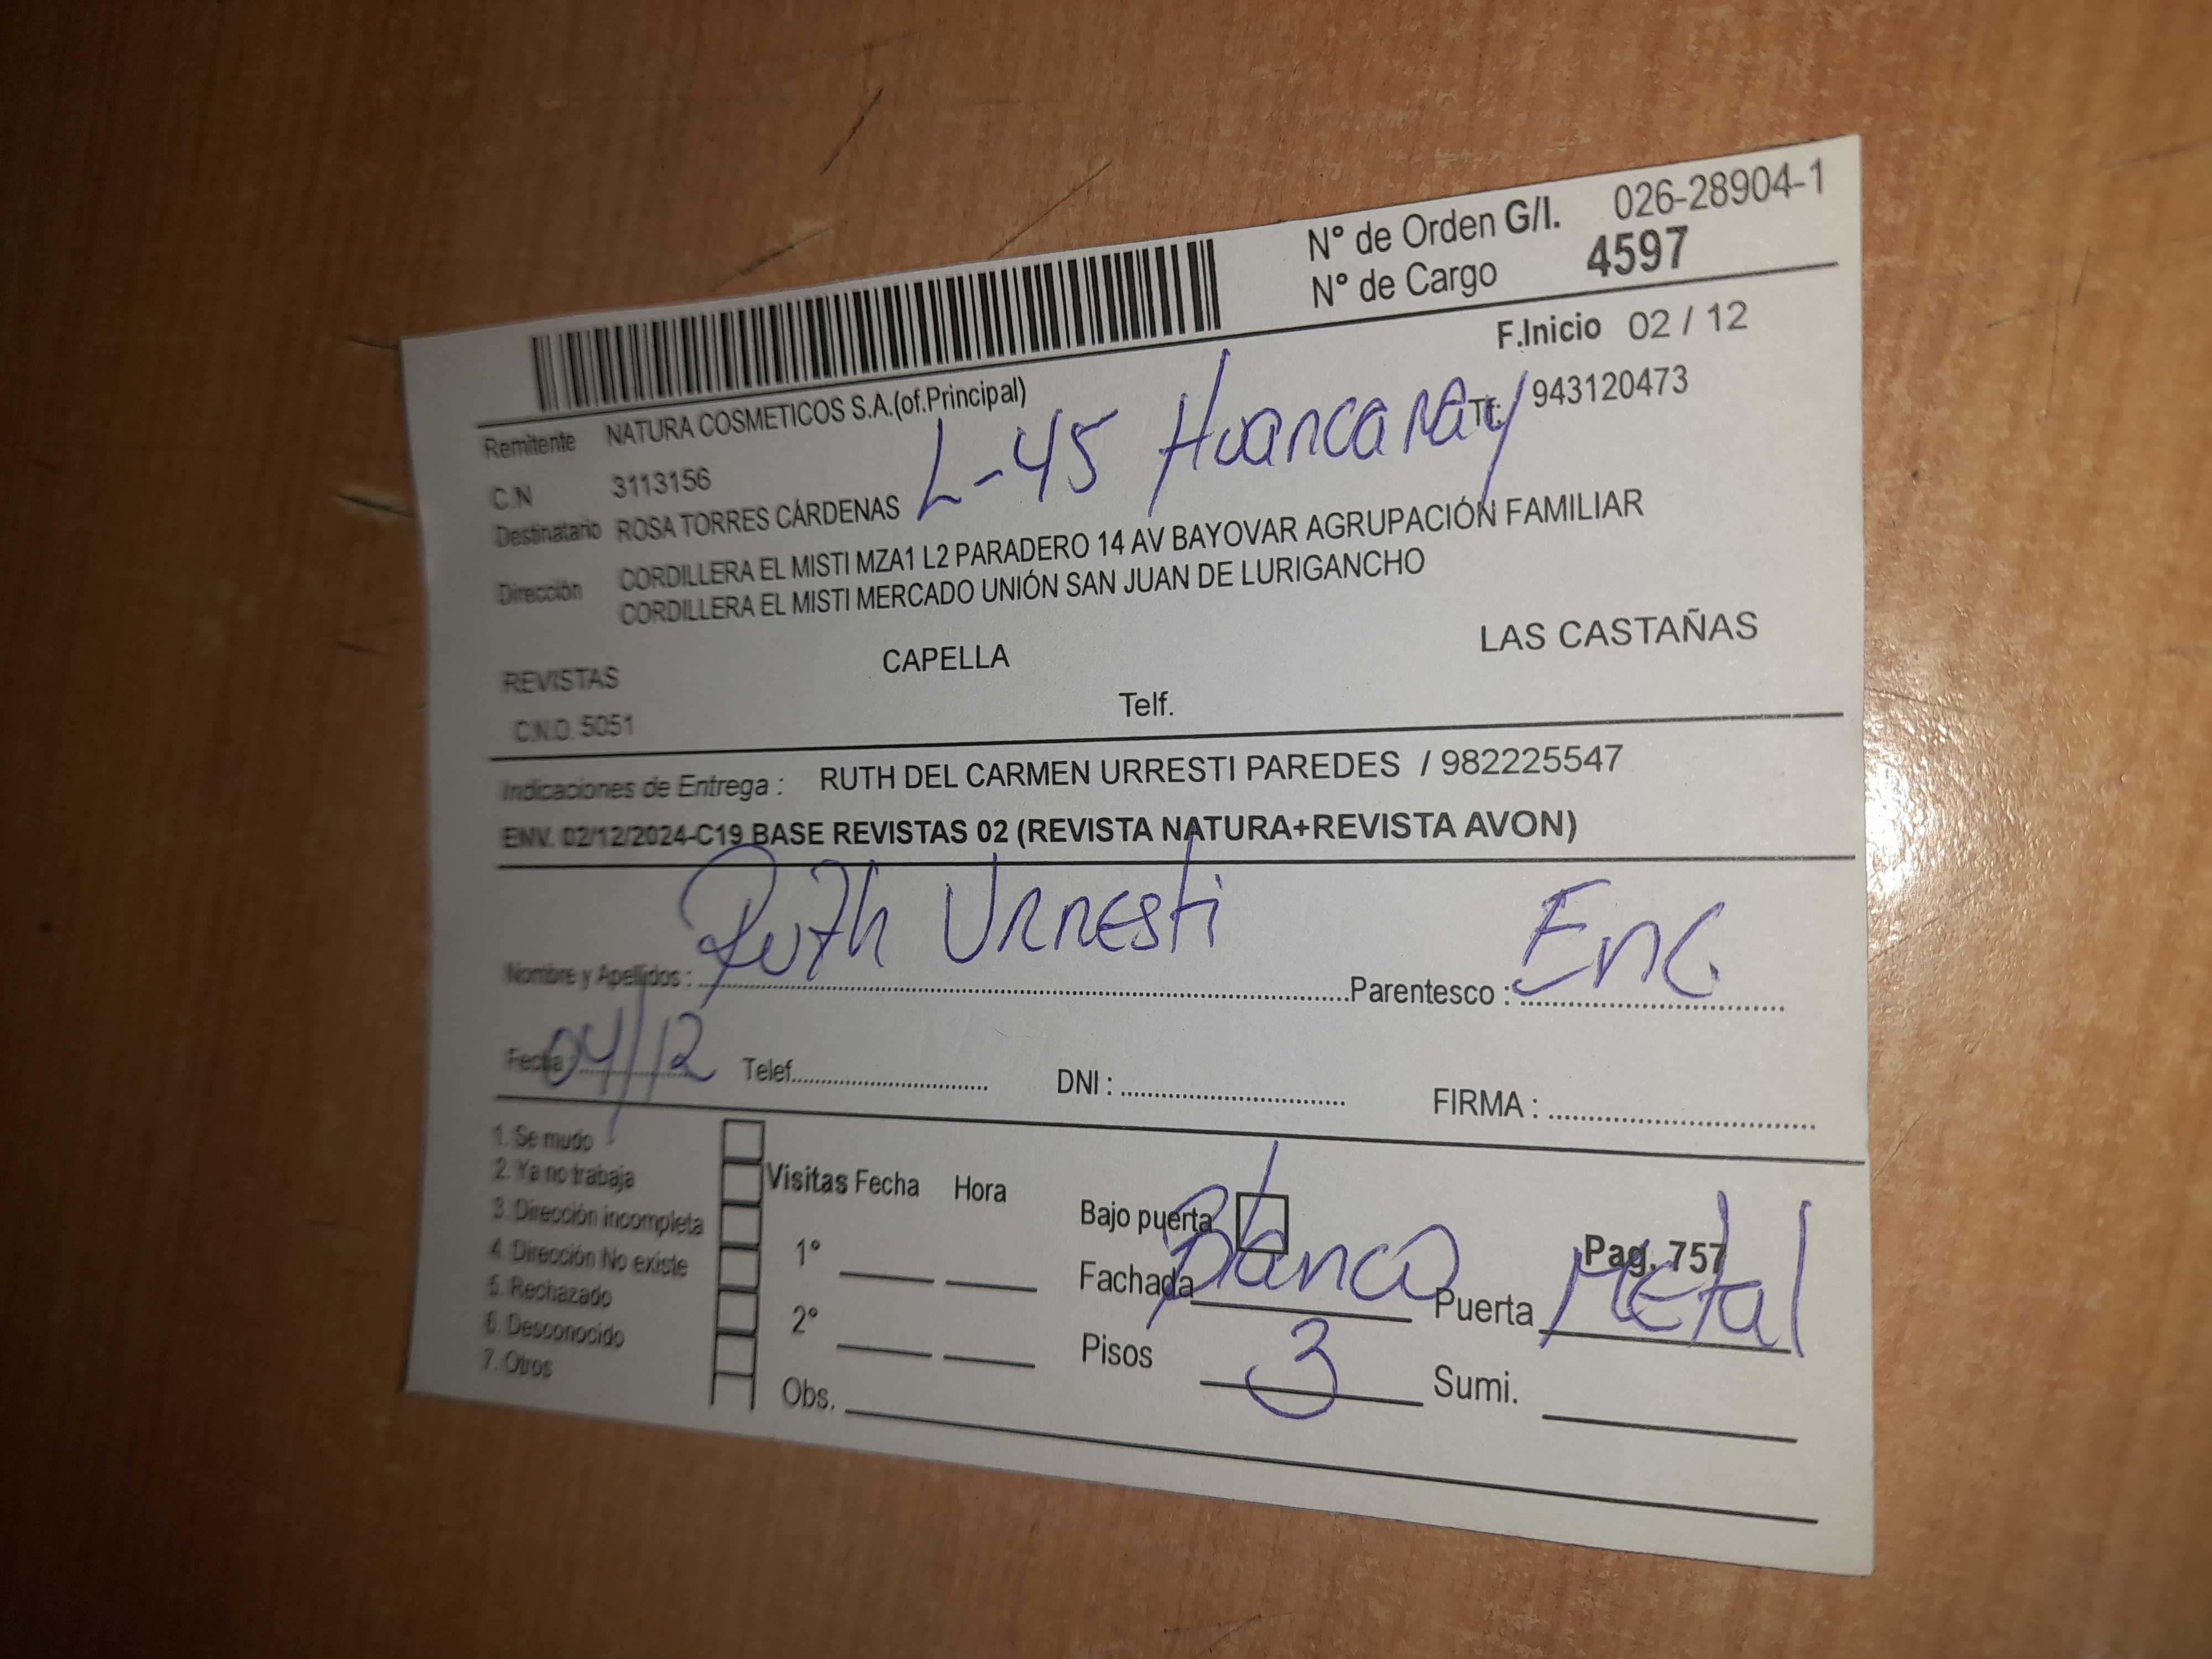 N° de Orden G/I. 026-28904-1
N° de Cargo 4597
F.Inicio 02 / 12
Remitente NATURA COSMETICOS S.A.(of.Principal)
TF. 943120473
C.N 3113156
L-45 Huancaray
Destinatario ROSA TORRES CÁRDENAS
Dirección CORDILLERA EL MISTI MZA1 L2 PARADERO 14 AV BAYOVAR AGRUPACIÓN FAMILIAR
CORDILLERA EL MISTI MERCADO UNIÓN SAN JUAN DE LURIGANCHO
REVISTAS CAPELLA LAS CASTAÑAS
C.N.D. 5051 Telf.
Indicaciones de Entrega : RUTH DEL CARMEN URRESTI PAREDES / 982225547
ENV. 02/12/2024-C19 BASE REVISTAS 02 (REVISTA NATURA+REVISTA AVON)
Nombre y Apellidos : Ruth Urresti Parentesco : Enc.
Fecha 04/12 Telef. DNI : FIRMA :
1. Se mudo
2. Ya no trabaja
3. Dirección incompleta
4. Dirección No existe
5. Rechazado
6. Desconocido
7. Otros
Visitas Fecha Hora
1°
2°
Obs.
Bajo puerta Pag. 757
Fachada Blanco Puerta Metal
Pisos 3 Sumi.